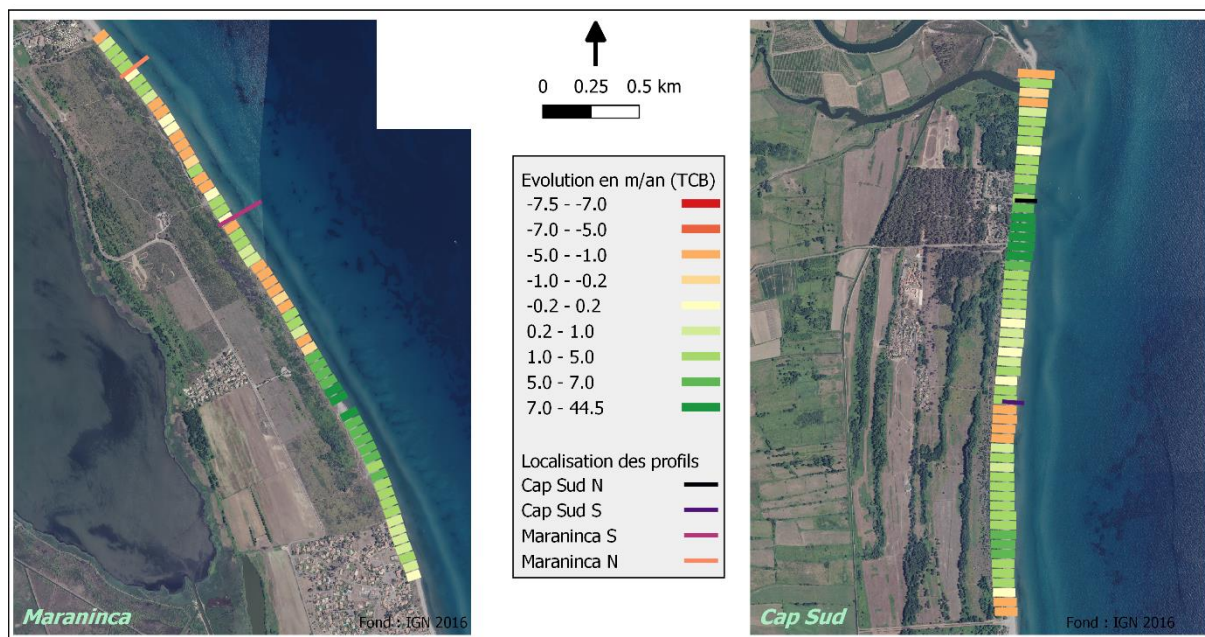 0 0.25 0.5 km
Evolution en m/an (TCB)
-7.5 - -7.0
-7.0 - -5.0
-5.0 - -1.0
-1.0 - -0.2
-0.2 - 0.2
0.2 - 1.0
1.0 - 5.0
5.0 - 7.0
7.0 - 44.5
Localisation des profils
Cap Sud N
Cap Sud S
Maraninca S
Maraninca N
Maraninca
Fond : IGN 2016
Cap Sud
Fond : IGN 2016